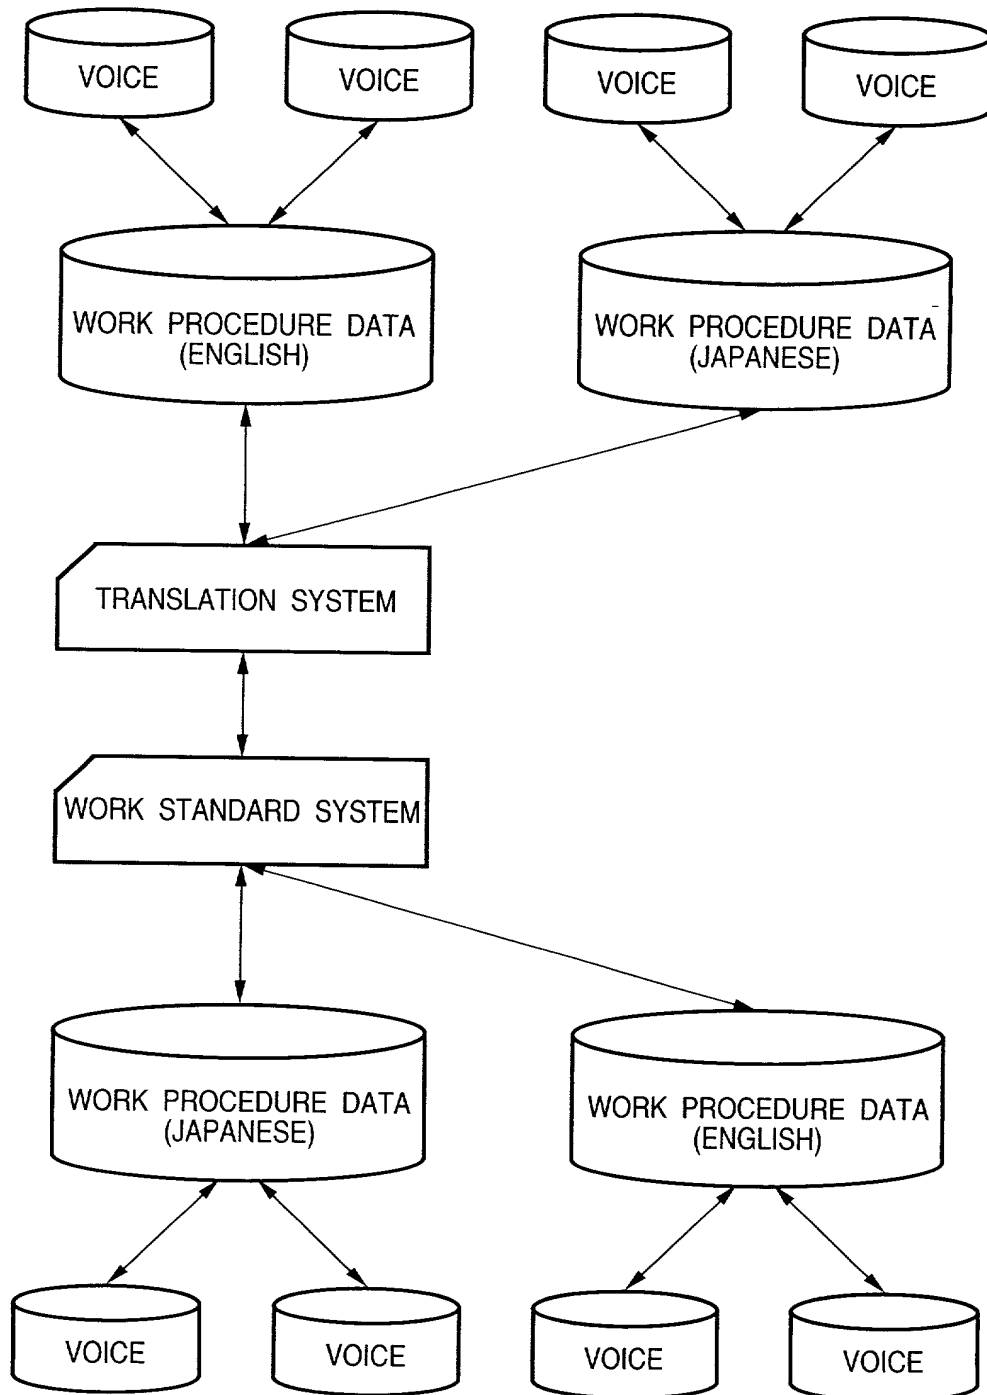 VOICE
VOICE
VOICE
VOICE
WORK PROCEDURE DATA
(ENGLISH)
WORK PROCEDURE DATA
(JAPANESE)
TRANSLATION SYSTEM
WORK STANDARD SYSTEM
WORK PROCEDURE DATA
(JAPANESE)
WORK PROCEDURE DATA
(ENGLISH)
VOICE
VOICE
VOICE
VOICE